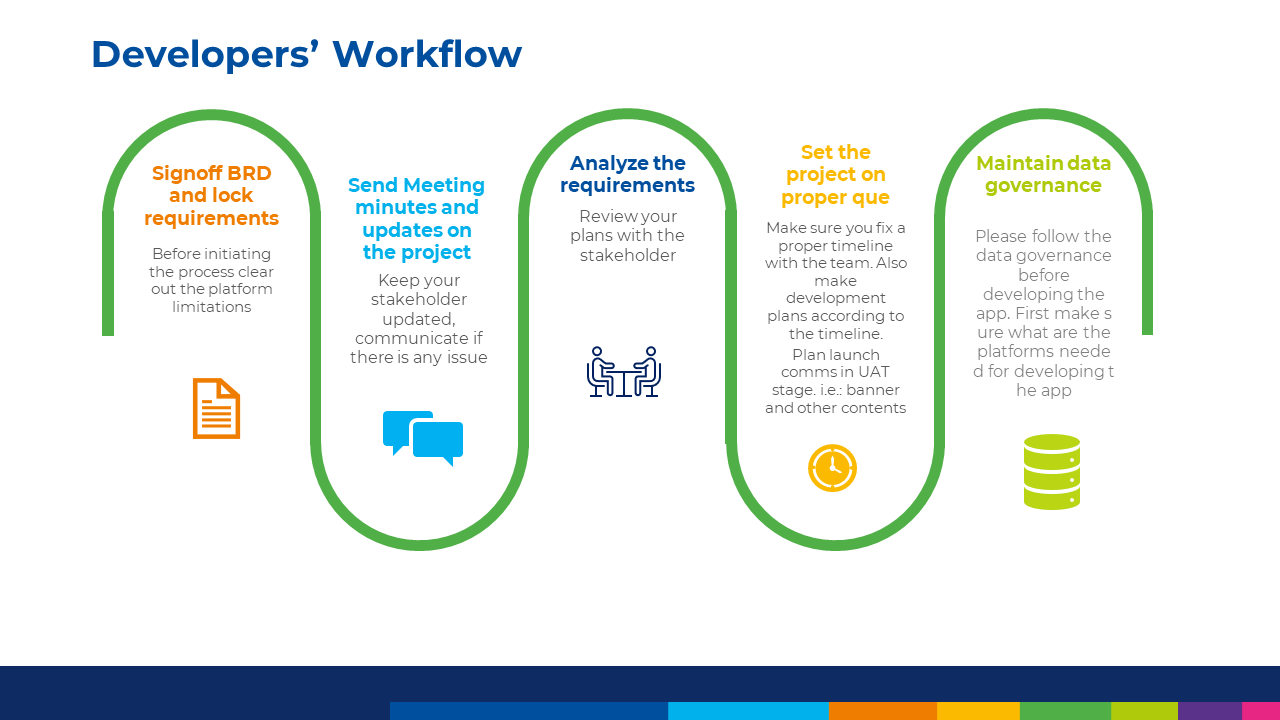 Developers’ Workflow
Signoff BRD
and lock
requirements
Before initiating
the process clear
out the platform
limitations
Send Meeting
minutes and
updates on
the project
Keep your
stakeholder
updated,
communicate if
there is any issue
Analyze the
requirements
Review your
plans with the
stakeholder
Set the
project on
proper que
Make sure you fix a
proper timeline
with the team. Also
make
development
plans according to
the timeline.
Plan launch
comms in UAT
stage. i.e.: banner
and other contents
Maintain data
governance
Please follow the
data governance
before
developing the
app. First make s
ure what are the
platforms neede
d for developing t
he app